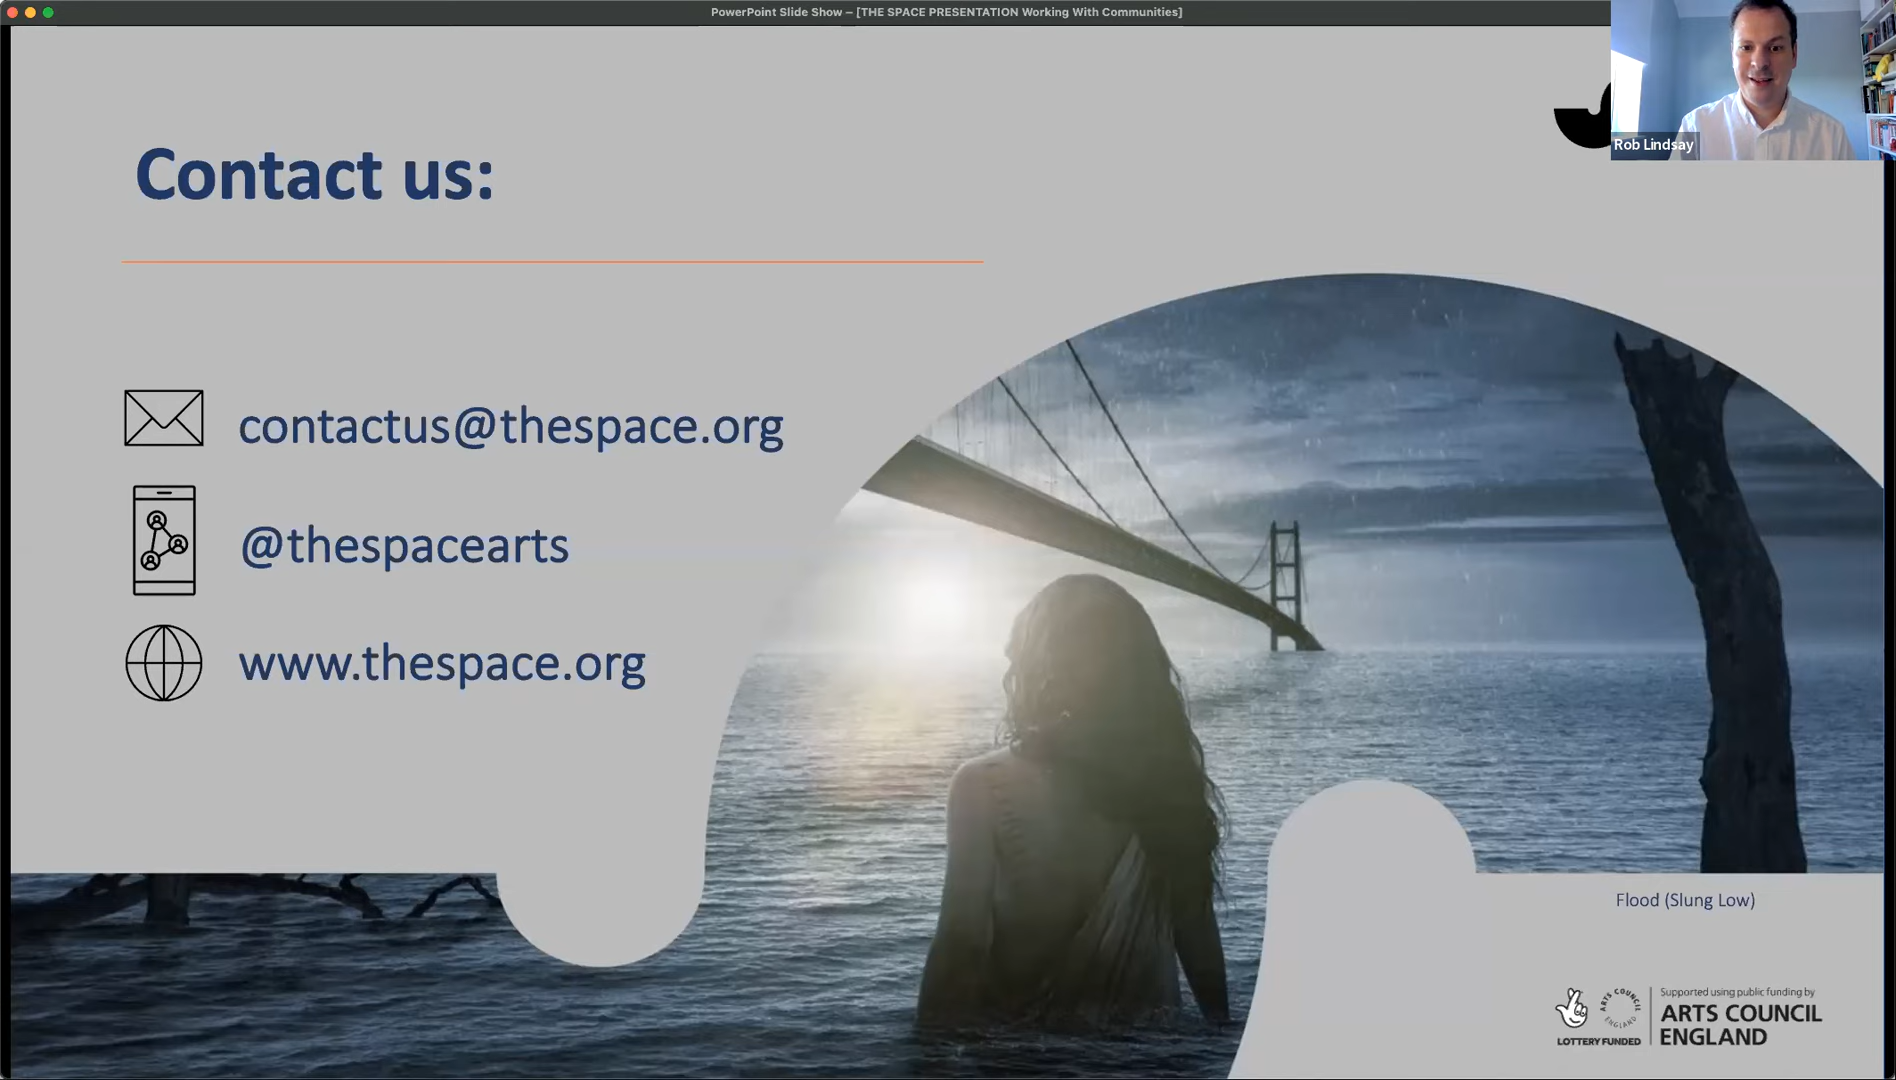 PowerPoint Slide Show – [THE SPACE PRESENTATION Working With Communities]
Rob Lindsay
Contact us:
contactus@thespace.org
@thespacearts
www.thespace.org
Flood (Slung Low)
Supported using public funding by
ARTS COUNCIL
ENGLAND
LOTTERY FUNDED
ARTS COUNCIL
ENGLAND